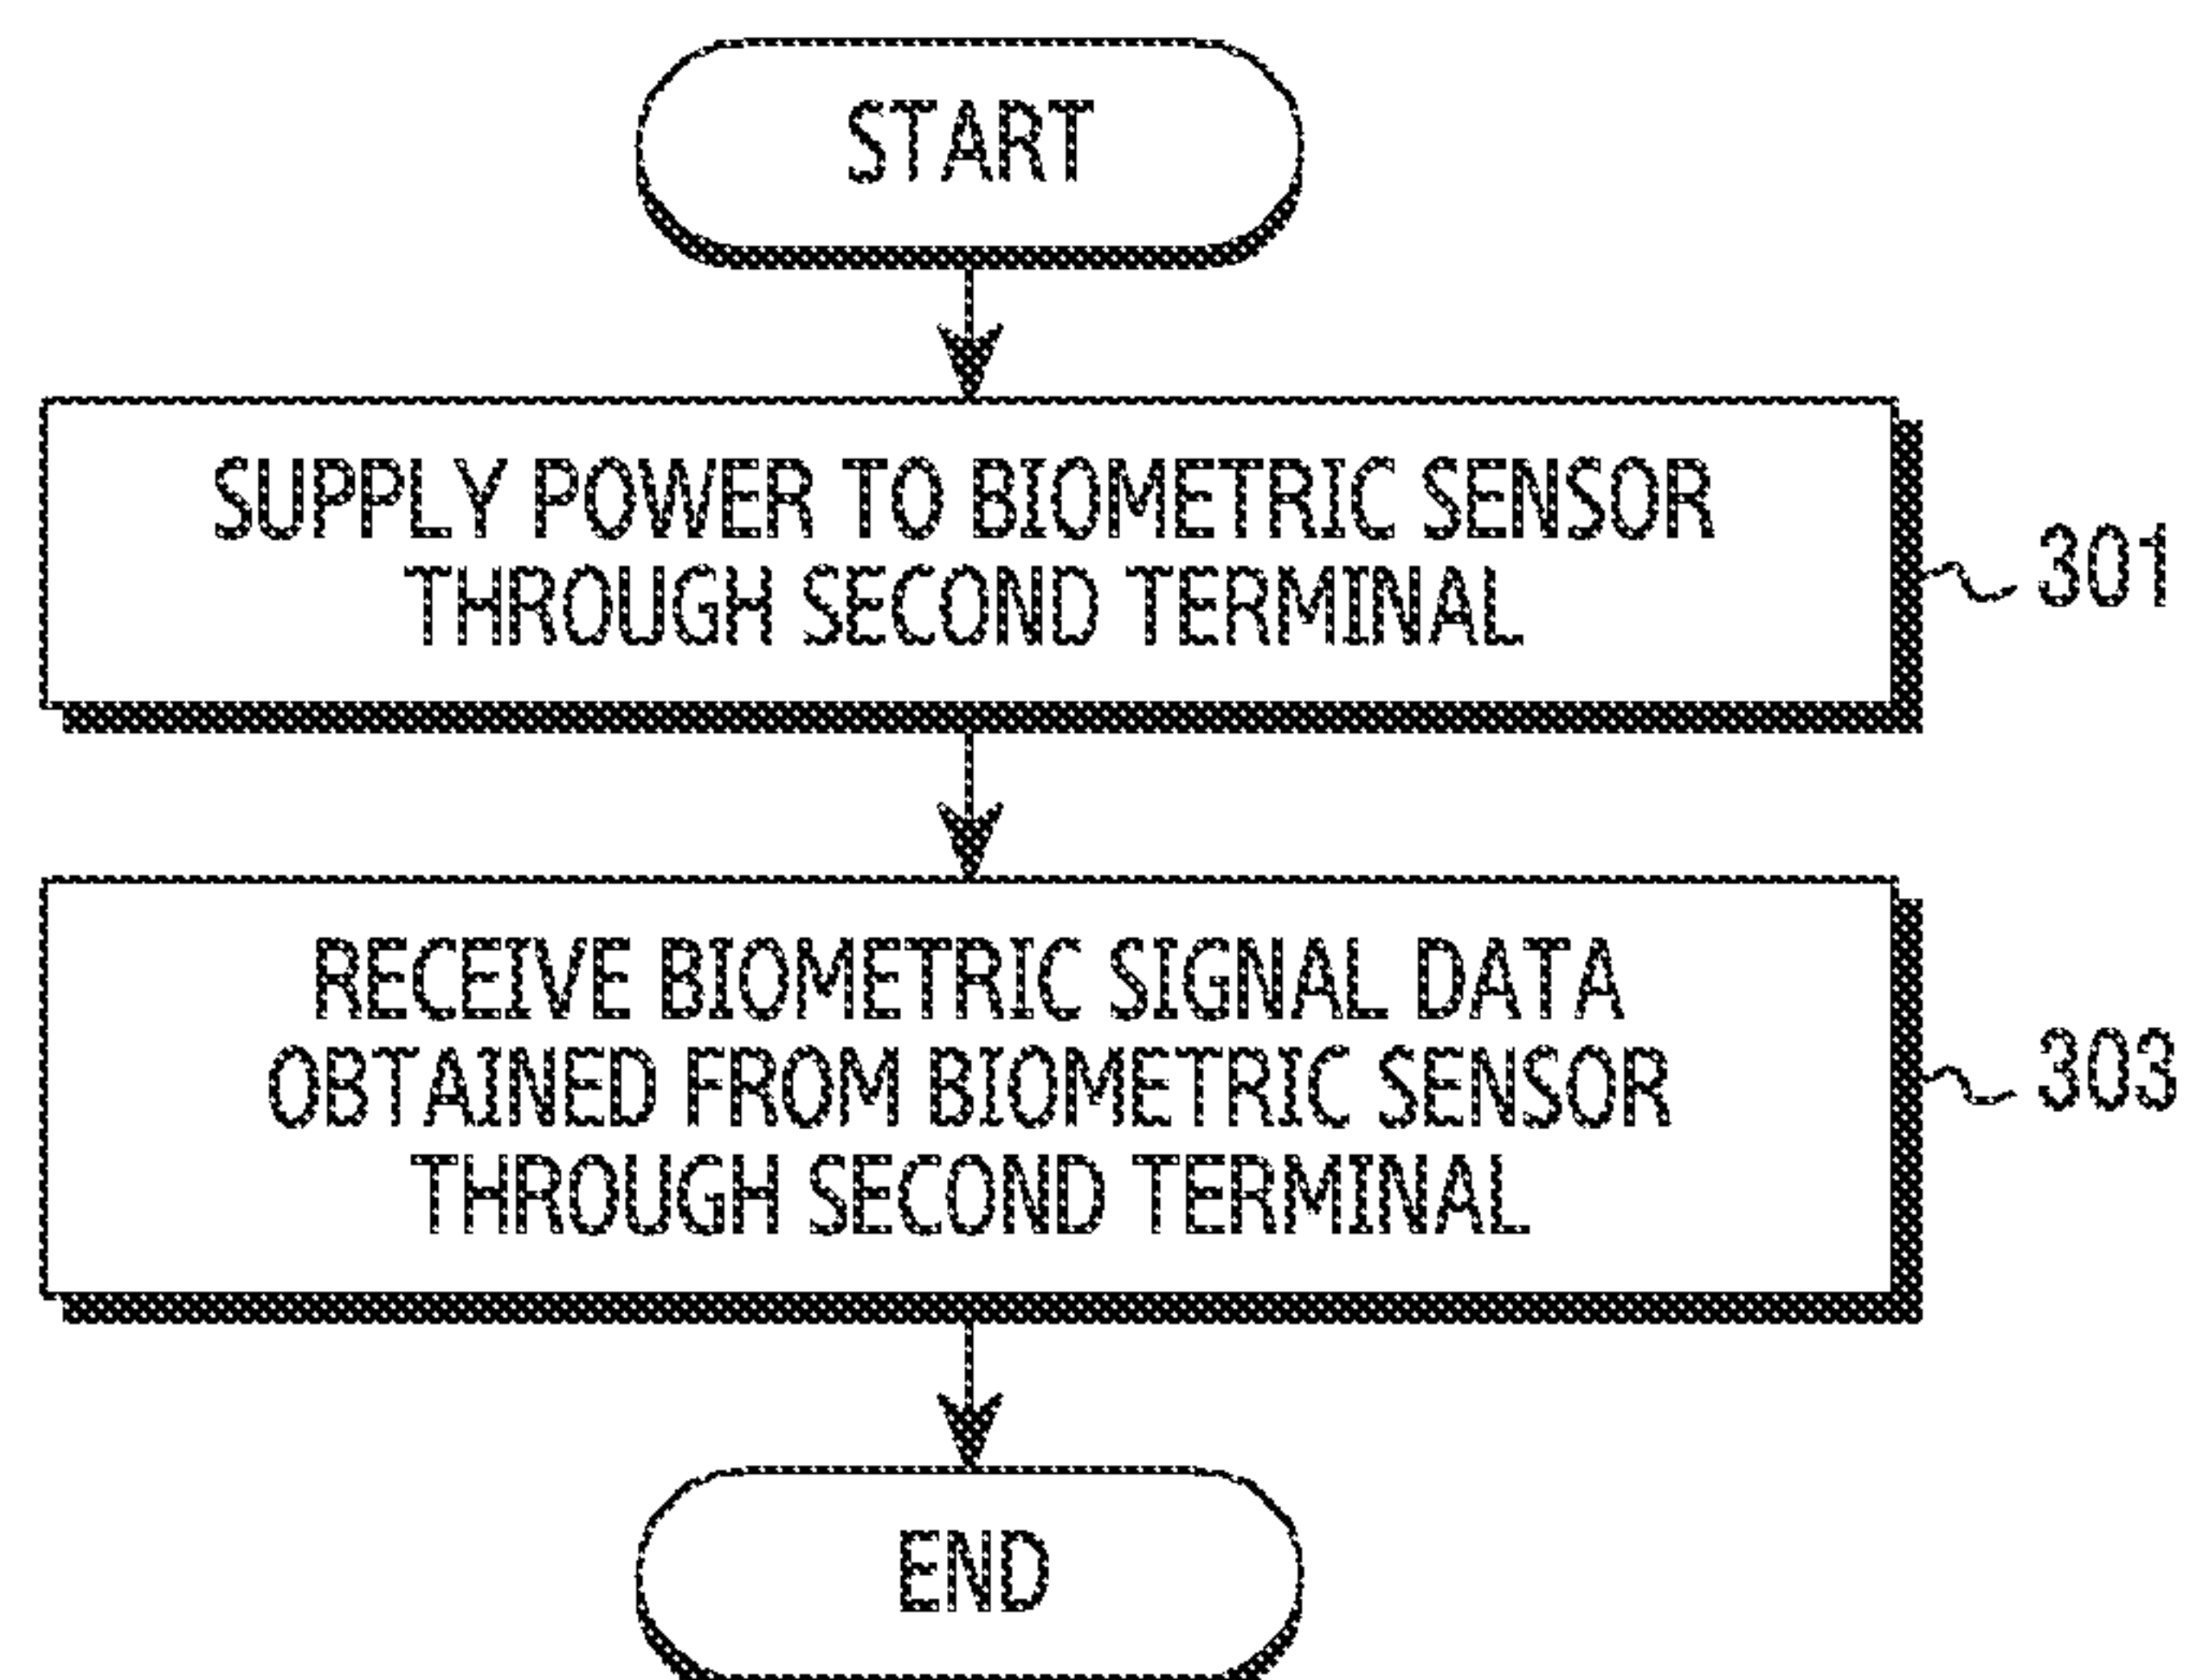 START
SUPPLY POWER TO BIOMETRIC SENSOR
THROUGH SECOND TERMINAL
301
RECEIVE BIOMETRIC SIGNAL DATA
OBTAINED FROM BIOMETRIC SENSOR
THROUGH SECOND TERMINAL
303
END